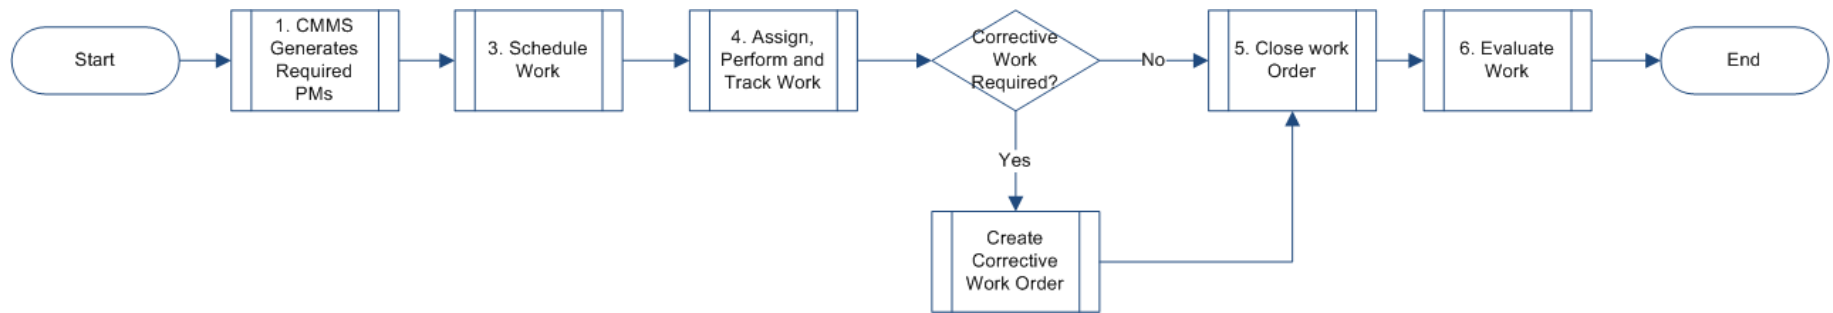 Start
1. CMMS
Generates
Required
PMs
3. Schedule
Work
4. Assign,
Perform and
Track Work
Corrective
Work
Required?
No
5. Close work
Order
6. Evaluate
Work
End
Yes
Create
Corrective
Work Order